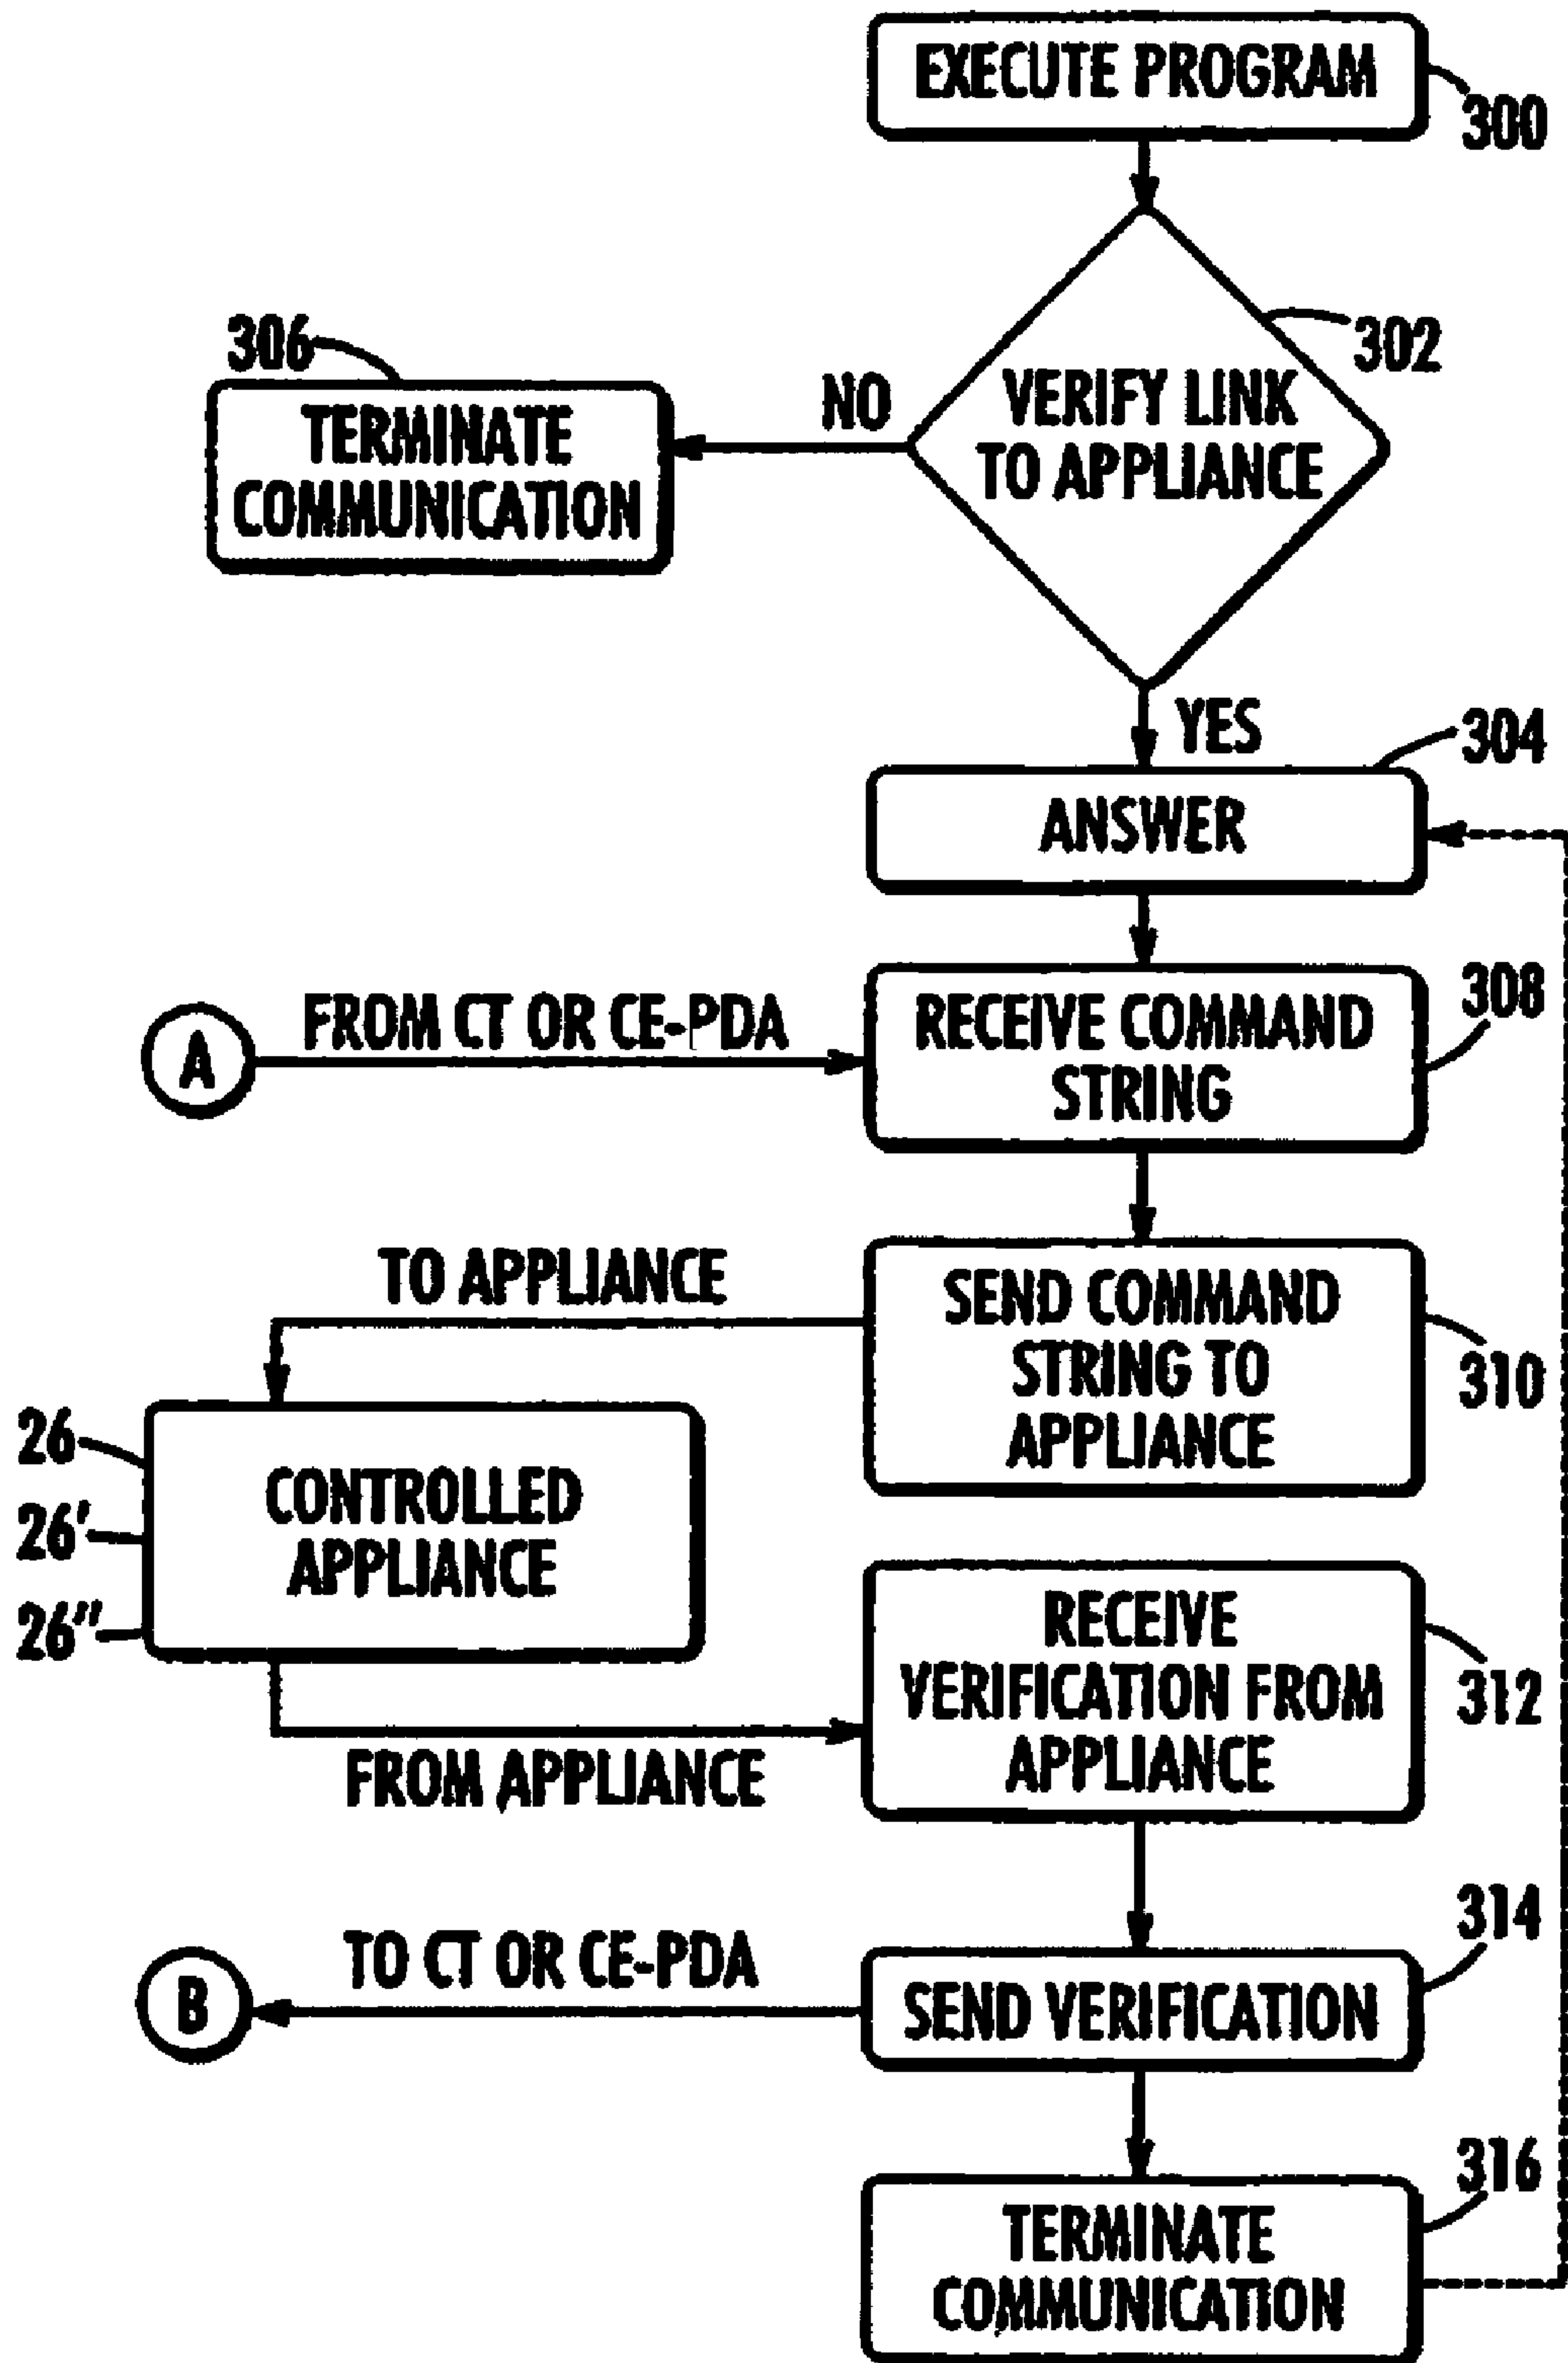 EXECUTE PROGRAM
300
302
306
VERIFY LINK
TO APPLIANCE
NO
TERMINATE
COMMUNICATION
YES
304
ANSWER
308
A
FROM CT OR CE-PDA
RECEIVE COMMAND
STRING
TO APPLIANCE
SEND COMMAND
STRING TO
APPLIANCE
310
26
26'
26"
CONTROLLED
APPLIANCE
RECEIVE
VERIFICATION FROM
APPLIANCE
312
FROM APPLIANCE
314
B
TO CT OR CE-PDA
SEND VERIFICATION
316
TERMINATE
COMMUNICATION